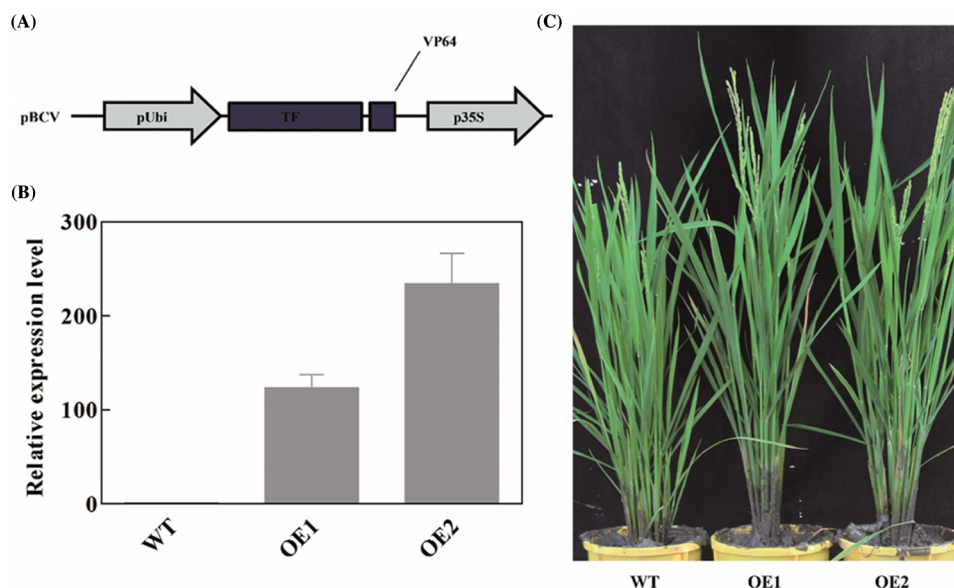 (A)
VP64
pBCV
pUbi
TF
p35S
(B)
Relative expression level
300
200
100
0
WT
OE1
OE2
(C)
WT
OE1
OE2